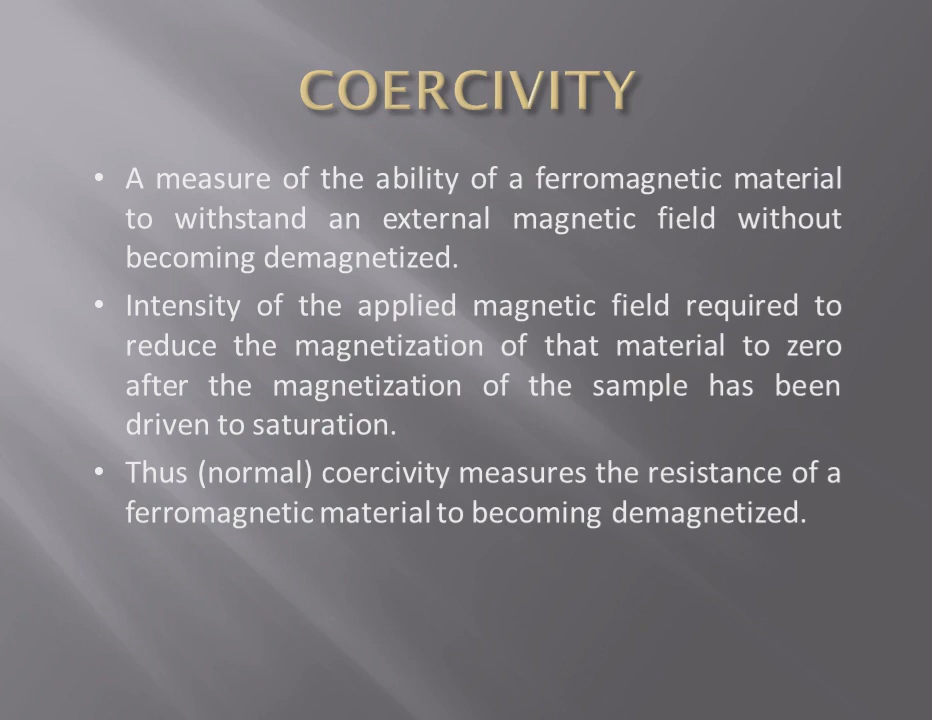 COERCIVITY
• A measure of the ability of a ferromagnetic material
to withstand an external magnetic field without
becoming demagnetized.
• Intensity of the applied magnetic field required to
reduce the magnetization of that material to zero
after the magnetization of the sample has been
driven to saturation.
• Thus (normal) coercivity measures the resistance of a
ferromagnetic material to becoming demagnetized.